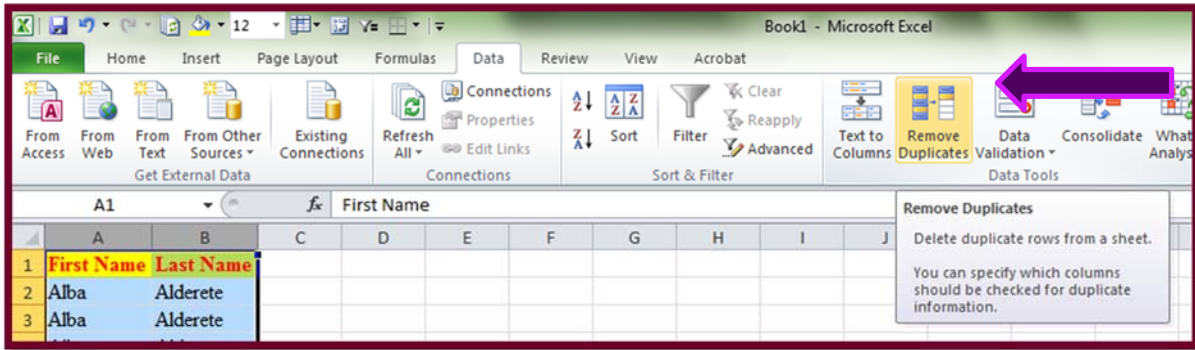 12
Book1 - Microsoft Excel
File Home Insert Page Layout Formulas Data Review View Acrobat
From Access
From Web
From Text
From Other Sources
Existing Connections
Get External Data
Refresh All
Connections
Properties
Edit Links
Connections
Sort
Filter
Clear
Reapply
Advanced
Sort & Filter
Text to Columns
Remove Duplicates
Data Validation
Consolidate
What
Analys
Data Tools
A1 fx First Name
Remove Duplicates
Delete duplicate rows from a sheet.
You can specify which columns
should be checked for duplicate
information.
A B C D E F G H I J
1 First Name Last Name
2 Alba Alderete
3 Alba Alderete